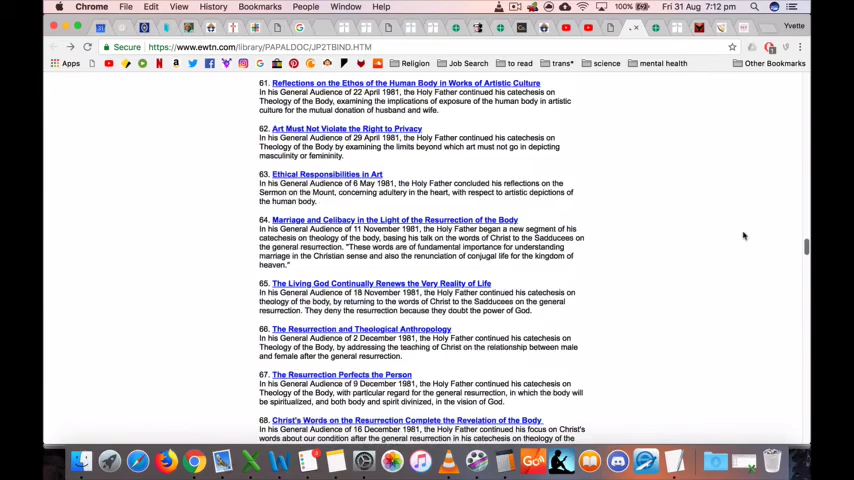 Chrome File Edit View History Bookmarks People Window Help 100% Fri 31 Aug 7:12 pm
Yvette
Secure https://www.ewtn.com/library/PAPALDOC/JP2TBIND.HTM
Apps Religion Job Search to read trans* science mental health Other Bookmarks
61. Reflections on the Ethos of the Human Body in Works of Artistic Culture
In his General Audience of 22 April 1981, the Holy Father continued his catechesis on
Theology of the Body, examining the implications of exposure of the human body in artistic
culture for the mutual donation of husband and wife.
62. Art Must Not Violate the Right to Privacy
In his General Audience of 29 April 1981, the Holy Father continued his catechesis on
Theology of the Body by examining the limits beyond which art must not go in depicting
masculinity or femininity.
63. Ethical Responsibilities in Art
In his General Audience of 6 May 1981, the Holy Father concluded his reflections on the
Sermon on the Mount, concerning adultery in the heart, with respect to artistic depictions of
the human body.
64. Marriage and Celibacy in the Light of the Resurrection of the Body
In his General Audience of 11 November 1981, the Holy Father began a new segment of his
catechesis on theology of the body, basing his talk on the words of Christ to the Sadducees on
the general resurrection. "These words are of fundamental importance for understanding
marriage in the Christian sense and also the renunciation of conjugal life for the kingdom of
heaven."
65. The Living God Continually Renews the Very Reality of Life
In his General Audience of 18 November 1981, the Holy Father continued his catechesis on
theology of the body, by returning to the words of Christ to the Sadducees on the general
resurrection. They deny the resurrection because they doubt the power of God.
66. The Resurrection and Theological Anthropology
In his General Audience of 2 December 1981, the Holy Father continued his catechesis on
Theology of the Body, by addressing the teaching of Christ on the relationship between male
and female after the general resurrection.
67. The Resurrection Perfects the Person
In his General Audience of 9 December 1981, the Holy Father continued his catechesis on
Theology of the Body, with particular regard for the general resurrection, in which the body will
be spiritualized, and both body and spirit divinized, in the vision of God.
68. Christ's Words on the Resurrection Complete the Revelation of the Body
In his General Audience of 16 December 1981, the Holy Father continued his focus on Christ's
words about our condition after the general resurrection in his catechesis on theology of the